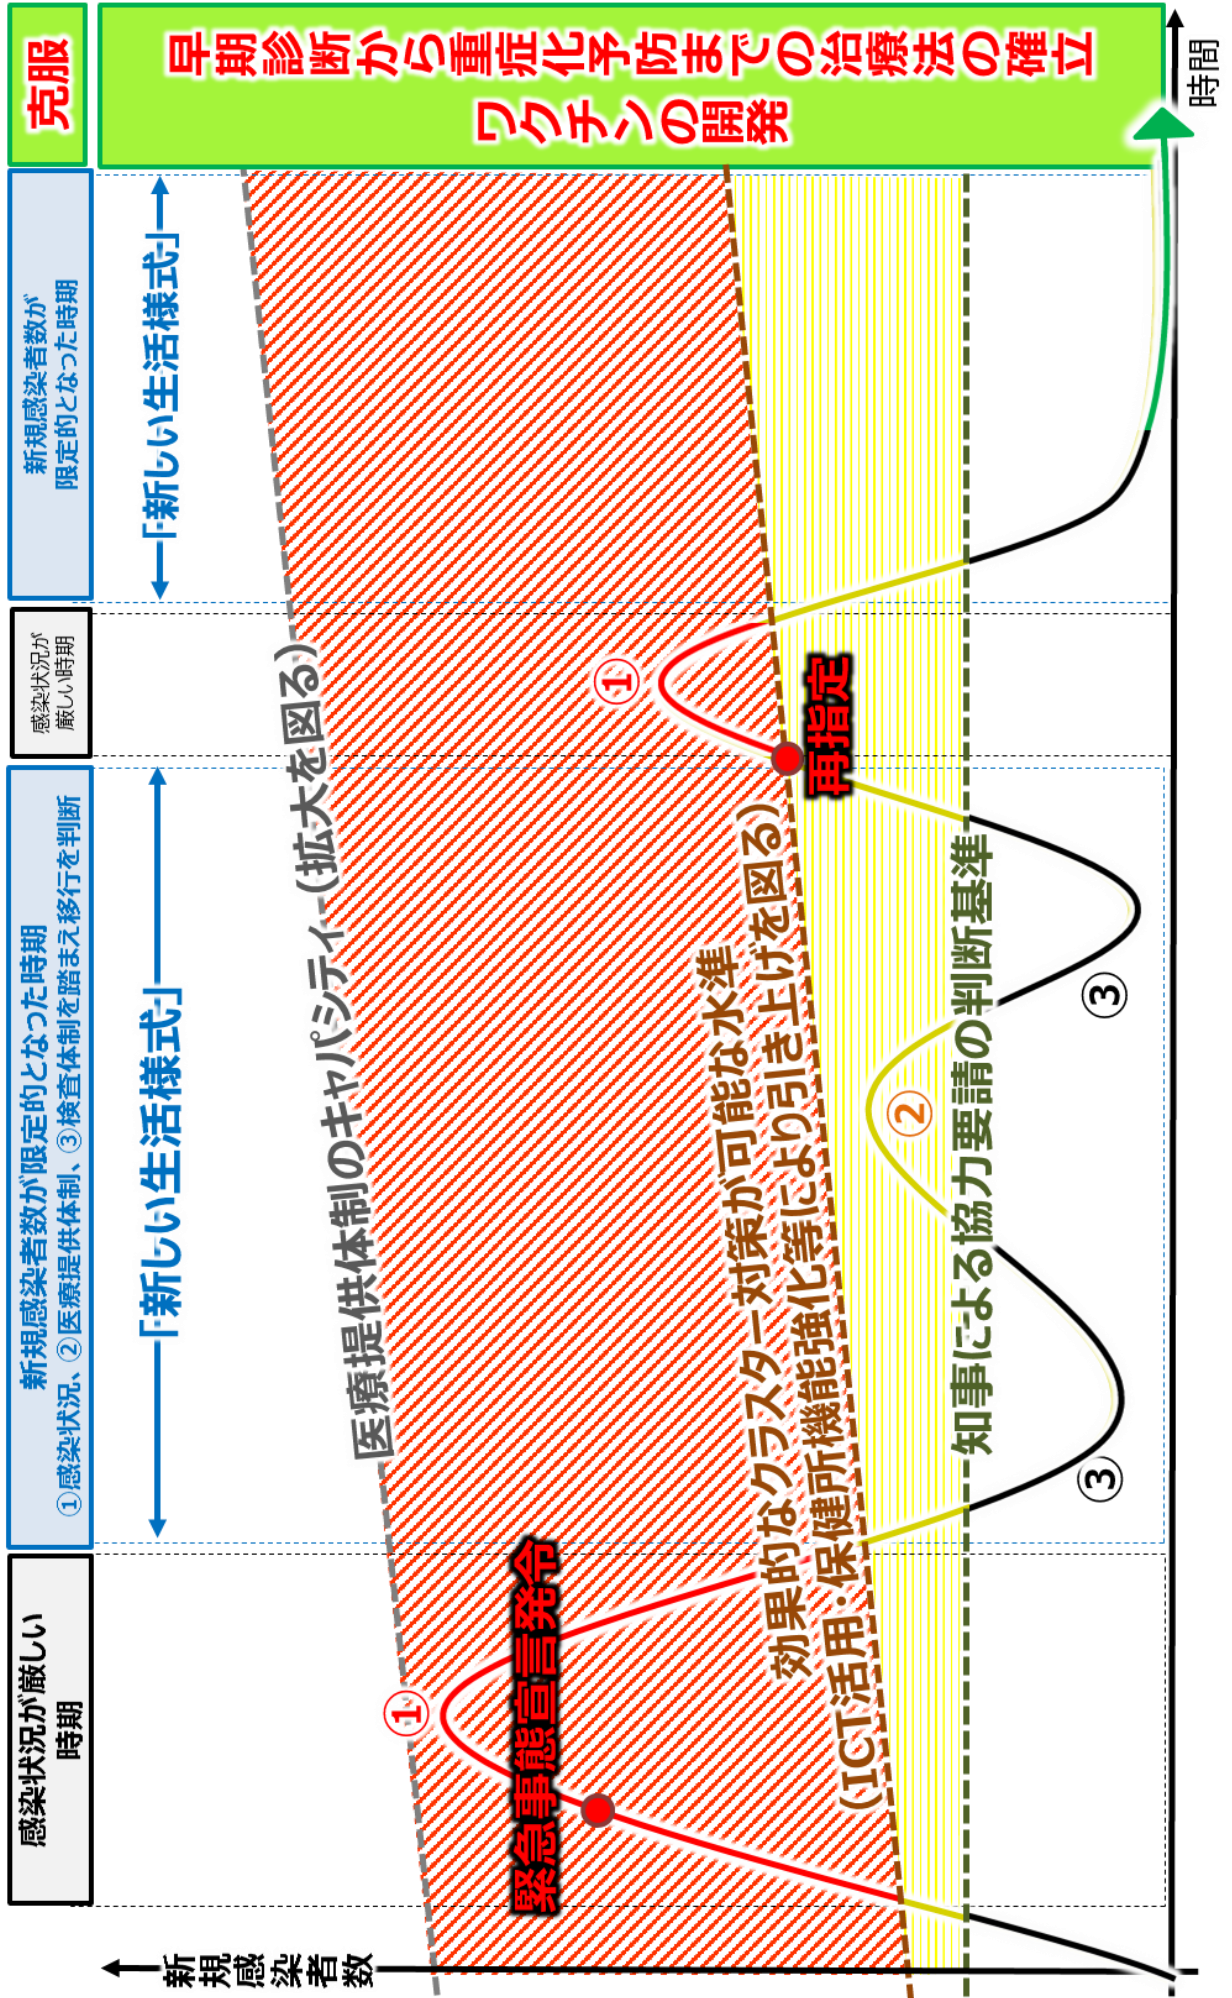 感染状況が厳しい
時期
新規感染者数が限定的となった時期
①感染状況、②医療提供体制、③検査体制を踏まえ移行を判断
感染状況が
厳しい時期
新規感染者数が
限定的となった時期
克服
新規感染者数
「新しい生活様式」
「新しい生活様式」
早期診断から重症化予防までの治療法の確立
ワクチンの開発
医療提供体制のキャパシティー(拡大を図る)
①
緊急事態宣言発令
①
効果的なクラスター対策が可能な水準
(ICT活用・保健所機能強化等により引き上げを図る)
再指定
②
知事による協力要請の判断基準
③
③
時間